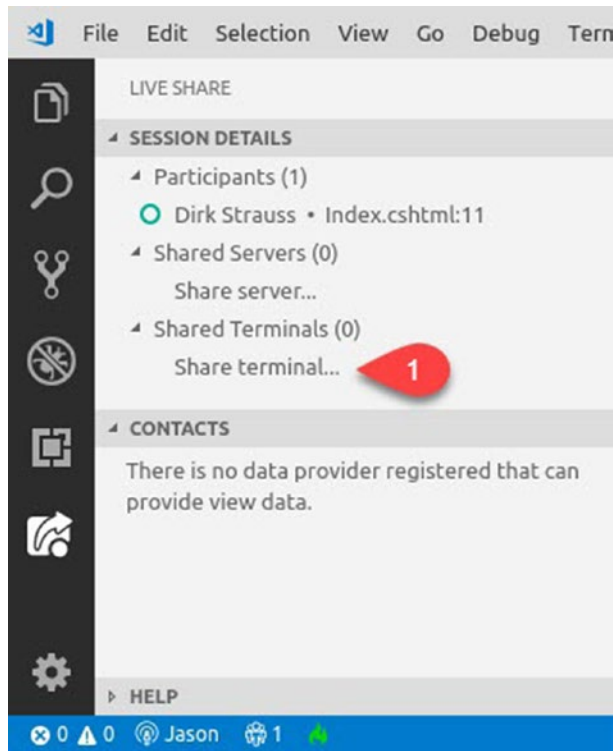 File Edit Selection View Go Debug Term
LIVE SHARE
SESSION DETAILS
Participants (1)
Dirk Strauss • Index.cshtml:11
Shared Servers (0)
Share server...
Shared Terminals (0)
Share terminal...
1
CONTACTS
There is no data provider registered that can
provide view data.
HELP
0 0 Jason 1